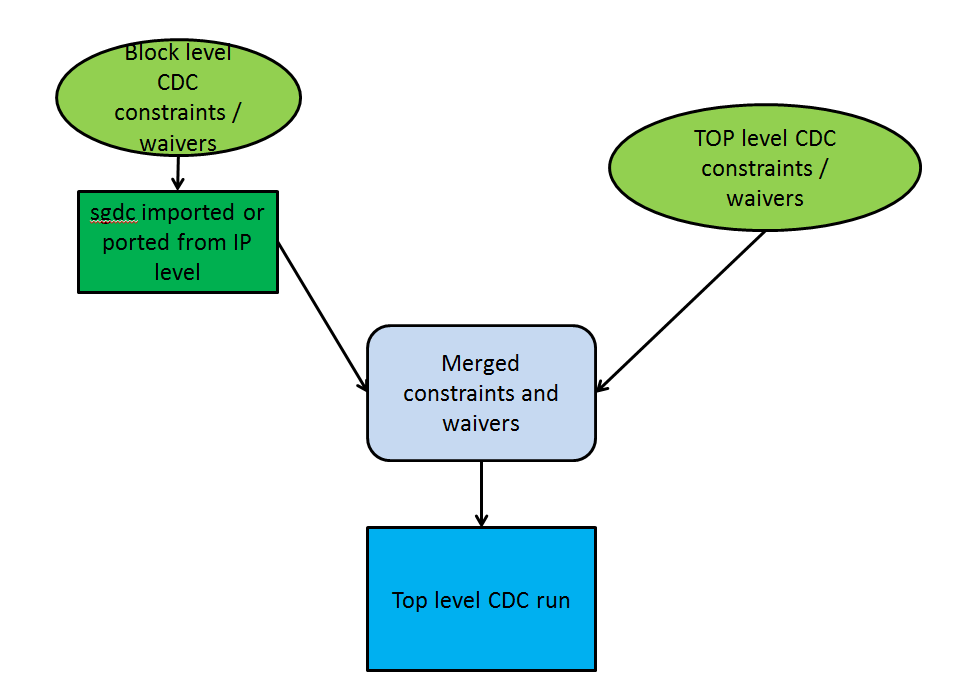 Block level
CDC
constraints /
waivers
TOP level CDC
constraints /
waivers
sgdc imported or
ported from IP
level
Merged
constraints and
waivers
Top level CDC run